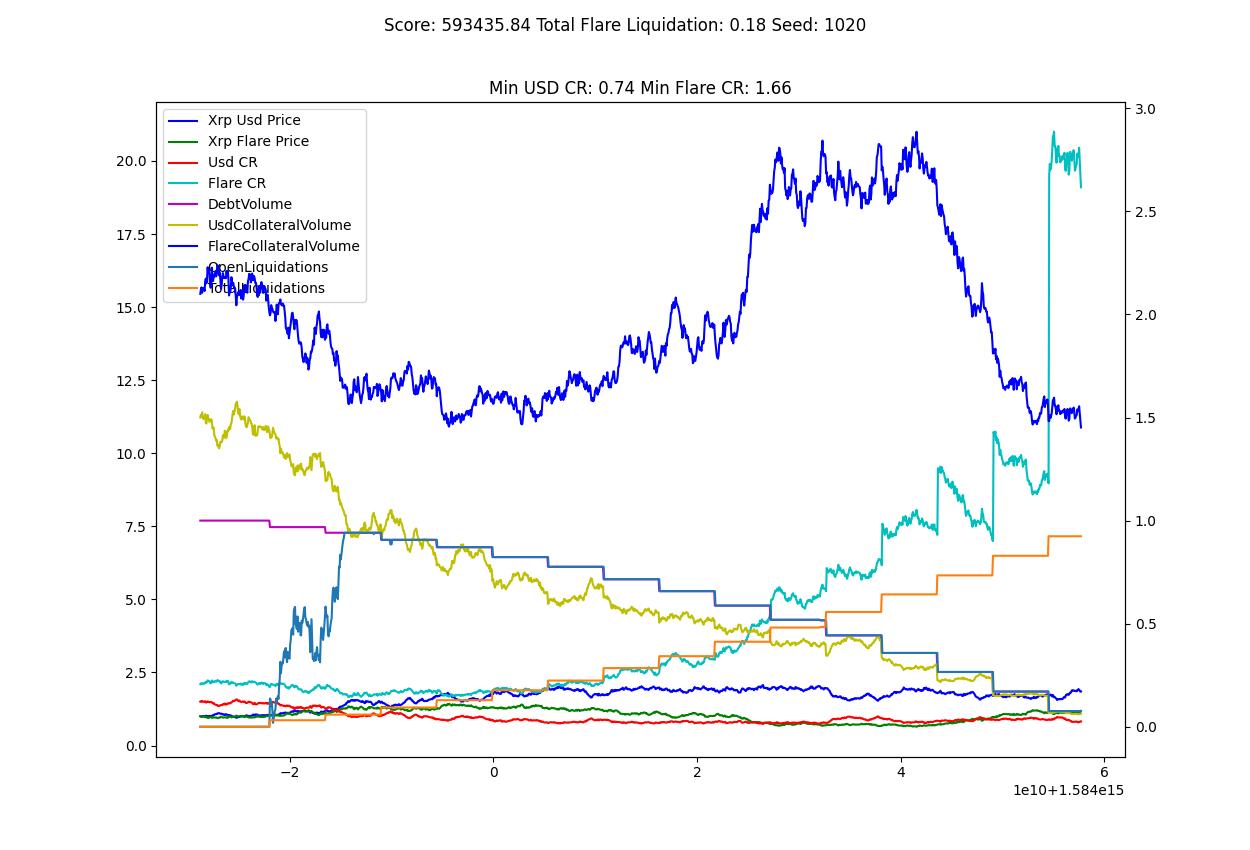 Score: 593435.84 Total Flare Liquidation: 0.18 Seed: 1020
Min USD CR: 0.74 Min Flare CR: 1.66
Xrp Usd Price
Xrp Flare Price
Usd CR
Flare CR
DebtVolume
UsdCollateralVolume
FlareCollateralVolume
OpenLiquidations
TotalLiquidations
20.0
17.5
15.0
12.5
10.0
7.5
5.0
2.5
0.0
3.0
2.5
2.0
1.5
1.0
0.5
0.0
−2
0
2
4
6
1e10+1.584e15